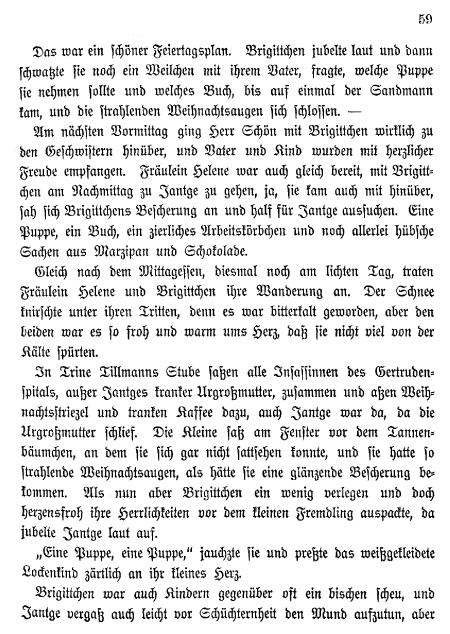 59
Das war ein schöner Feiertagsplan. Brigittchen jubelte laut und dann
schwatzte sie noch ein Weilchen mit ihrem Vater, fragte, welche Puppe
sie nehmen sollte und welches Buch, bis auf einmal der Sandmann
kam, und die strahlenden Weihnachtsaugen sich schlossen. —
Am nächsten Vormittag ging Herr Schön mit Brigittchen wirklich zu
den Geschwistern hinüber, und Vater und Kind wurden mit herzlicher
Freude empfangen. Fräulein Helene war auch gleich bereit, mit Brigitt-
chen am Nachmittag zu Jantge zu gehen, ja, sie kam auch mit hinüber,
sah sich Brigittchens Bescherung an und half für Jantge aussuchen. Eine
Puppe, ein Buch, ein zierliches Arbeitskörbchen und noch allerlei hübsche
Sachen aus Marzipan und Schokolade.
Gleich nach dem Mittagessen, diesmal noch am lichten Tag, traten
Fräulein Helene und Brigittchen ihre Wanderung an. Der Schnee
knirschte unter ihren Tritten, denn es war bitterkalt geworden, aber den
beiden war es so froh und warm ums Herz, daß sie nicht viel von der
Kälte spürten.
In Trine Tillmanns Stube saßen alle Insassinnen des Gertruden-
spitals, außer Jantges kranker Urgroßmutter, zusammen und aßen Weih-
nachtsstriezel und tranken Kaffee dazu, auch Jantge war da, da die
Urgroßmutter schlief. Die Kleine saß am Fenster vor dem Tannen-
bäumchen, an dem sie sich gar nicht sattsehen konnte, und sie hatte so
strahlende Weihnachtsaugen, als hätte sie eine glänzende Bescherung be-
kommen. Als nun aber Brigittchen ein wenig verlegen und doch
herzensfroh ihre Herrlichkeiten vor dem kleinen Fremdling auspackte, da
jubelte Jantge laut auf.
„Eine Puppe, eine Puppe,“ jauchzte sie und preßte das weißgekleidete
Lockenkind zärtlich an ihr kleines Herz.
Brigittchen war auch Kindern gegenüber oft ein bischen scheu, und
Jantge vergaß auch leicht vor Schüchternheit den Mund aufzutun, aber